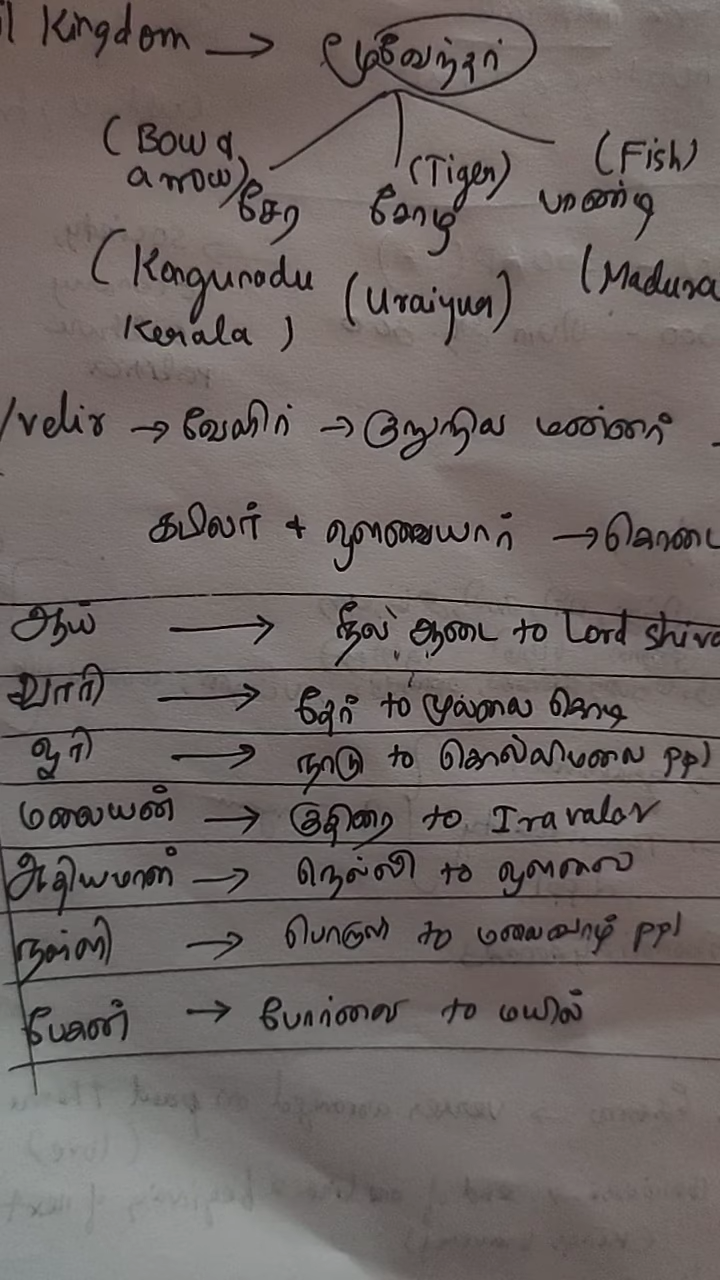 il Kingdom → மூவேந்தர்
(Bow & arrow) (Tiger) (Fish)
சேர சோழ பாண்டி
(Kongunadu Kerala) (Uraiyur) (Madura
/velir → வேளிர் → குறுநில மன்னர்
கபிலர் + ஔவையார் → கொடை
ஆய் → நீல ஆடை to Lord Shiva
பாரி → தேர் to முல்லை கொடி
ஓரி → நாடு to கொல்லிமலை ppl
மலையன் → குதிரை to Iravalar
அதியமான் → நெல்லி to ஔவை
நள்ளி → பொருள் to மலைவாழ் ppl
பேகன் → போர்வை to மயில்